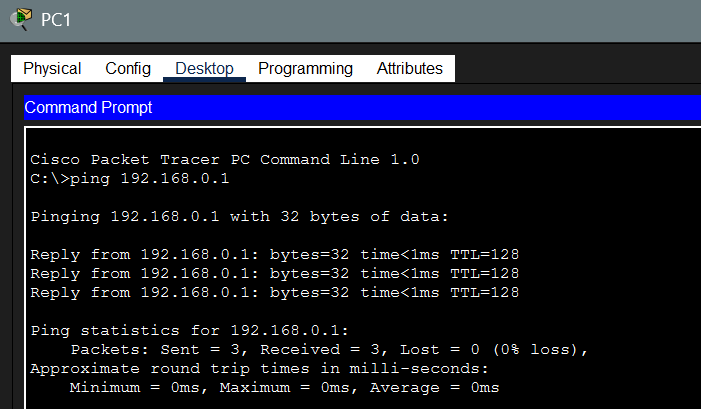 PC1
Physical Config Desktop Programming Attributes
Command Prompt
Cisco Packet Tracer PC Command Line 1.0
C:\>ping 192.168.0.1
Pinging 192.168.0.1 with 32 bytes of data:
Reply from 192.168.0.1: bytes=32 time<1ms TTL=128
Reply from 192.168.0.1: bytes=32 time<1ms TTL=128
Reply from 192.168.0.1: bytes=32 time<1ms TTL=128
Ping statistics for 192.168.0.1:
Packets: Sent = 3, Received = 3, Lost = 0 (0% loss),
Approximate round trip times in milli-seconds:
Minimum = 0ms, Maximum = 0ms, Average = 0ms